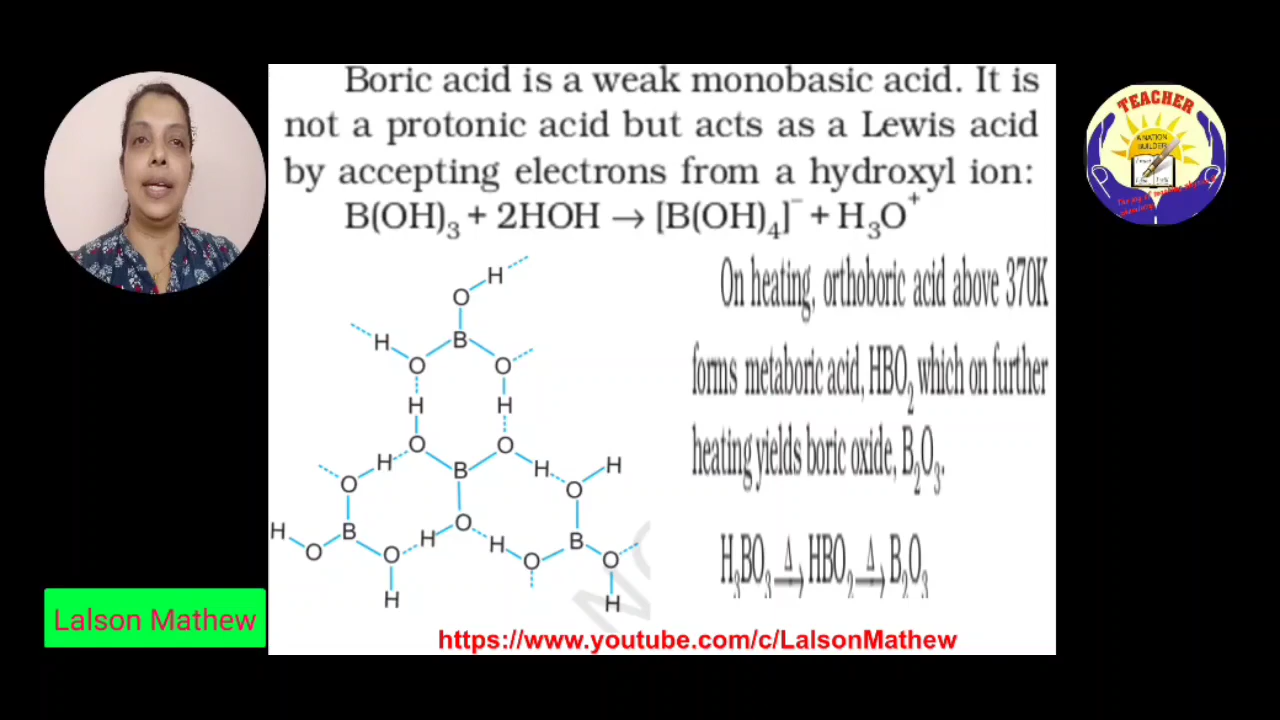 Boric acid is a weak monobasic acid. It is
not a protonic acid but acts as a Lewis acid
by accepting electrons from a hydroxyl ion:
B(OH)₃ + 2HOH → [B(OH)₄]⁻ + H₃O⁺
On heating, orthoboric acid above 370K
forms metaboric acid, HBO₂ which on further
heating yields boric oxide, B₂O₃.
H₃BO₃ →Δ HBO₂ →Δ B₂O₃
H
O
H B
O O
H H
O O
H B H H
O O
H B O H B
O O H O O
H H
Lalson Mathew
https://www.youtube.com/c/LalsonMathew
TEACHER
A NATION
BUILDER